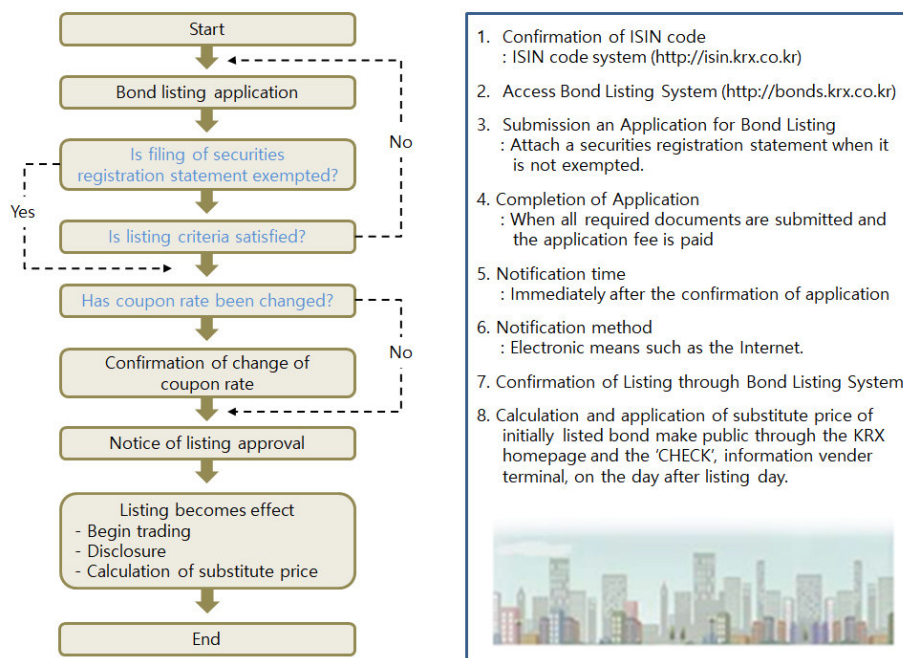 Start
Bond listing application
Is filing of securities
registration statement exempted?
No
Yes
Is listing criteria satisfied?
Has coupon rate been changed?
No
Confirmation of change of
coupon rate
Notice of listing approval
Listing becomes effect
- Begin trading
- Disclosure
- Calculation of substitute price
End
1. Confirmation of ISIN code
: ISIN code system (http://isin.krx.co.kr)
2. Access Bond Listing System (http://bonds.krx.co.kr)
3. Submission an Application for Bond Listing
: Attach a securities registration statement when it
is not exempted.
4. Completion of Application
: When all required documents are submitted and
the application fee is paid
5. Notification time
: Immediately after the confirmation of application
6. Notification method
: Electronic means such as the Internet.
7. Confirmation of Listing through Bond Listing System
8. Calculation and application of substitute price of
initially listed bond make public through the KRX
homepage and the ‘CHECK’, information vender
terminal, on the day after listing day.